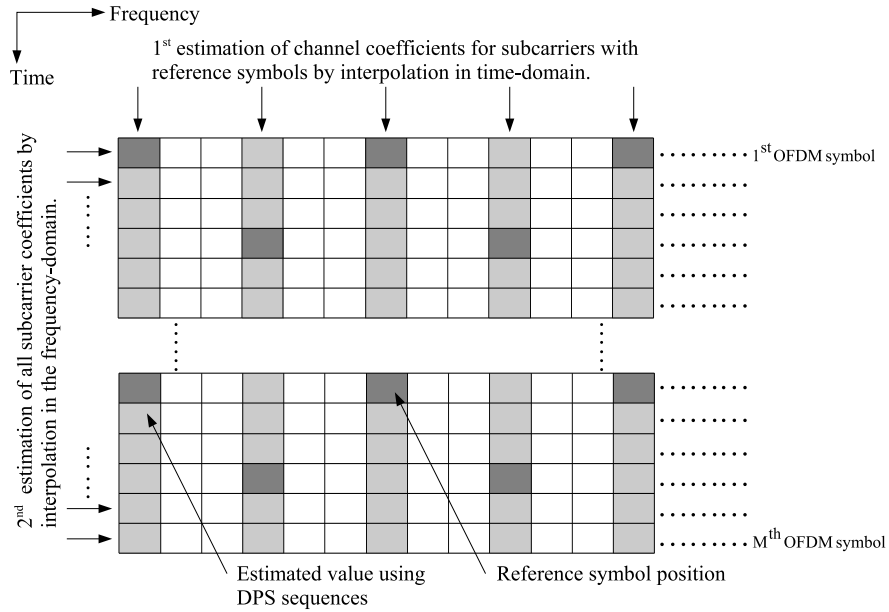 Frequency
Time
1st estimation of channel coefficients for subcarriers with
reference symbols by interpolation in time-domain.
2nd estimation of all subcarrier coefficients by
interpolation in the frequency-domain.
1st OFDM symbol
Mth OFDM symbol
Estimated value using
DPS sequences
Reference symbol position